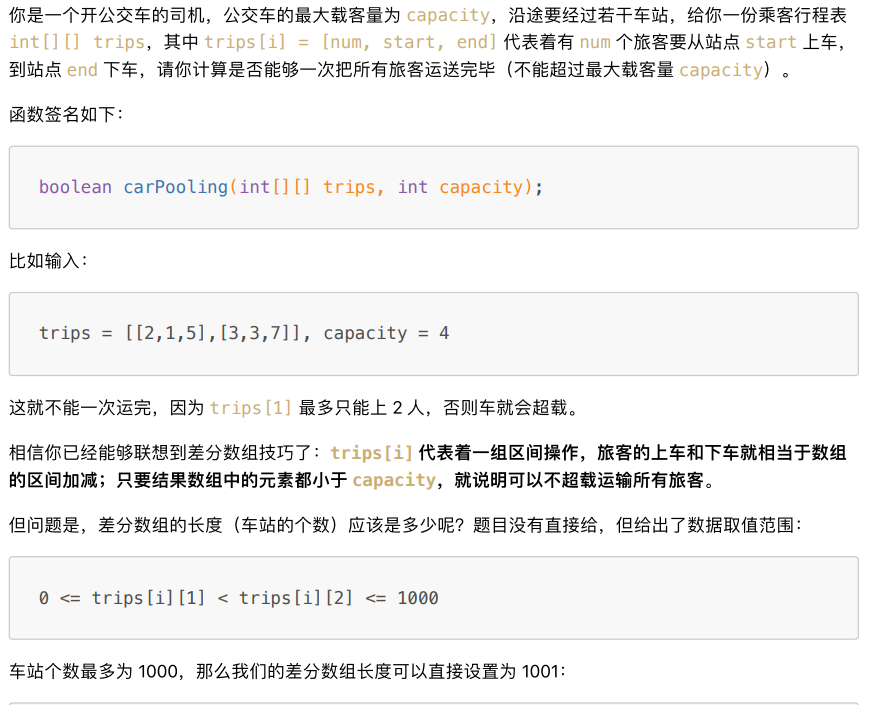 你是一个开公交车的司机，公交车的最大载客量为 capacity，沿途要经过若干车站，给你一份乘客行程表
int[][] trips，其中 trips[i] = [num, start, end] 代表着有 num 个旅客要从站点 start 上车，
到站点 end 下车，请你计算是否能够一次把所有旅客运送完毕（不能超过最大载客量 capacity）。
函数签名如下：
boolean carPooling(int[][] trips, int capacity);
比如输入：
trips = [[2,1,5],[3,3,7]], capacity = 4
这就不能一次运完，因为 trips[1] 最多只能上 2 人，否则车就会超载。
相信你已经能够联想到差分数组技巧了：trips[i] 代表着一组区间操作，旅客的上车和下车就相当于数组
的区间加减；只要结果数组中的元素都小于 capacity，就说明可以不超载运输所有旅客。
但问题是，差分数组的长度（车站的个数）应该是多少呢？题目没有直接给，但给出了数据取值范围：
0 <= trips[i][1] < trips[i][2] <= 1000
车站个数最多为 1000，那么我们的差分数组长度可以直接设置为 1001：